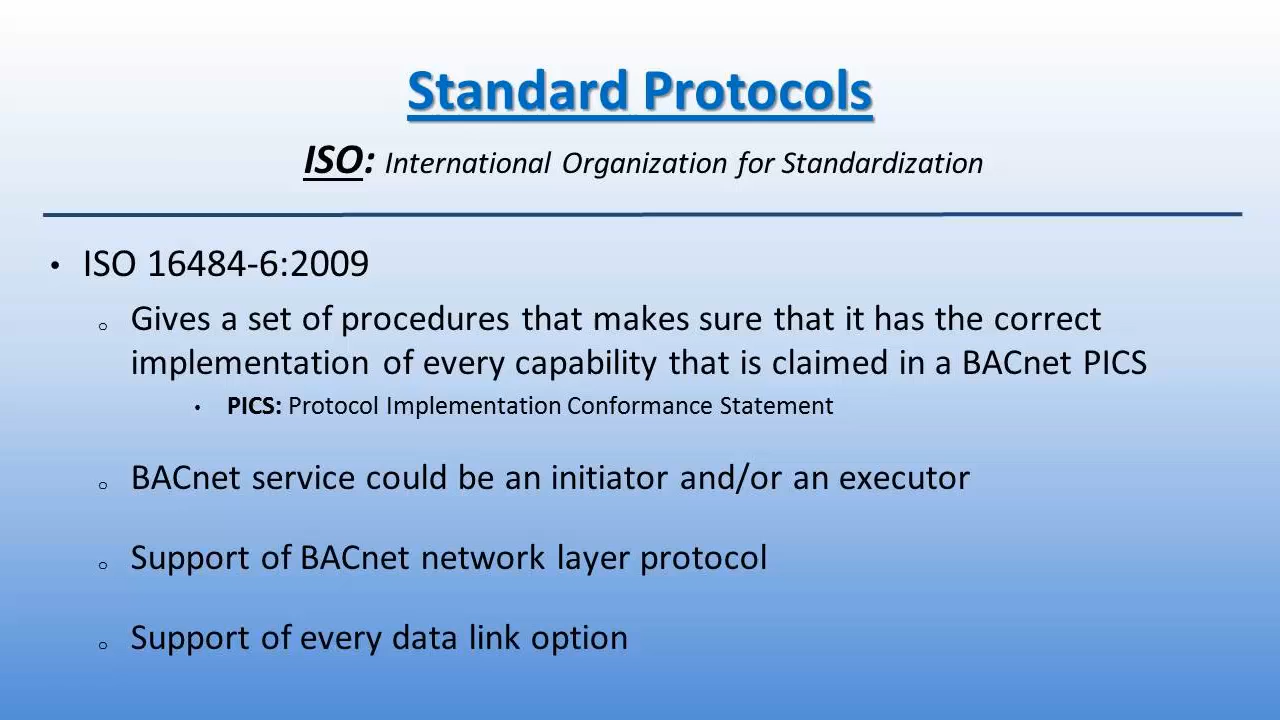 Standard Protocols
ISO: International Organization for Standardization
• ISO 16484-6:2009
o Gives a set of procedures that makes sure that it has the correct
implementation of every capability that is claimed in a BACnet PICS
• PICS: Protocol Implementation Conformance Statement
o BACnet service could be an initiator and/or an executor
o Support of BACnet network layer protocol
o Support of every data link option